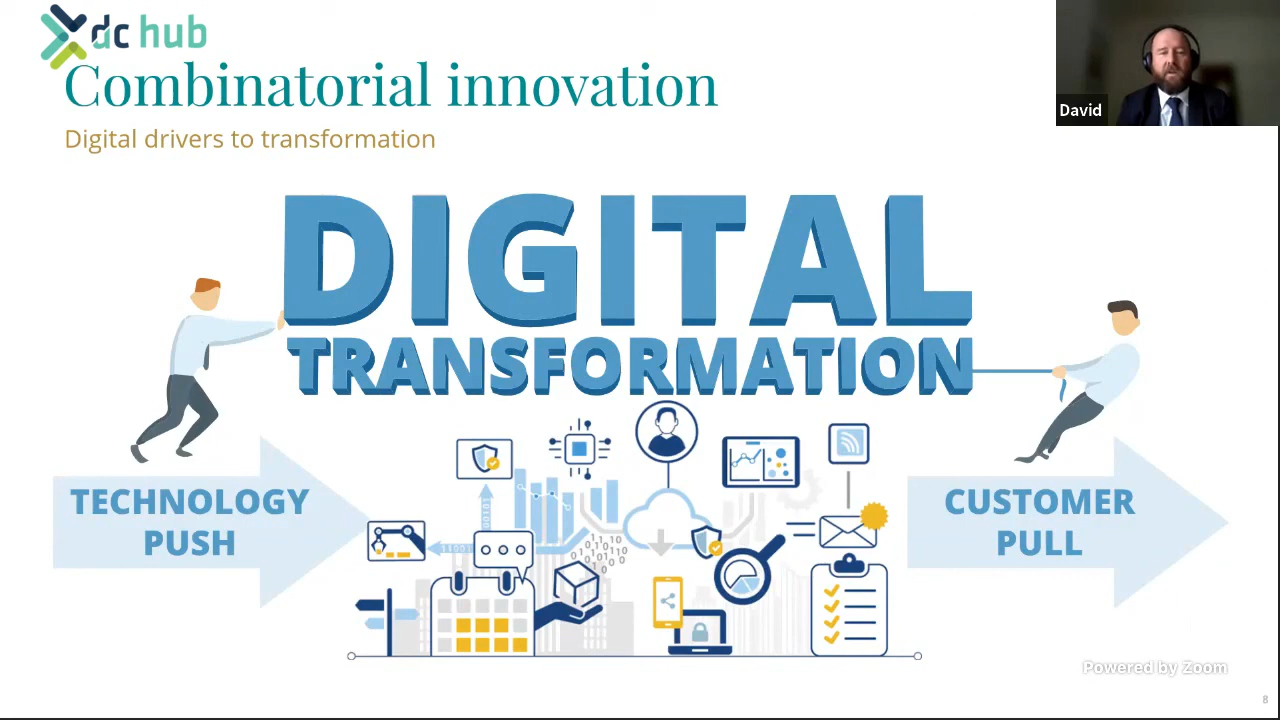 dc hub
Combinatorial innovation
Digital drivers to transformation
David
DIGITAL
TRANSFORMATION
TECHNOLOGY
PUSH
CUSTOMER
PULL
Powered by Zoom
8